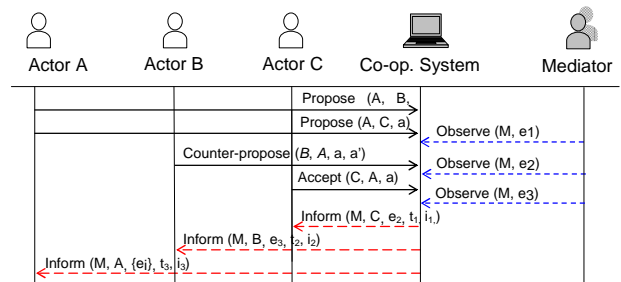 Actor A Actor B Actor C Co-op. System Mediator
Propose (A, B,
Propose (A, C, a)
Observe (M, e1)
Counter-propose (B, A, a, a')
Observe (M, e2)
Accept (C, A, a)
Observe (M, e3)
Inform (M, C, e2, t1, i1,)
Inform (M, B, e3, t2, i2)
Inform (M, A, {ei}, t3, i3)